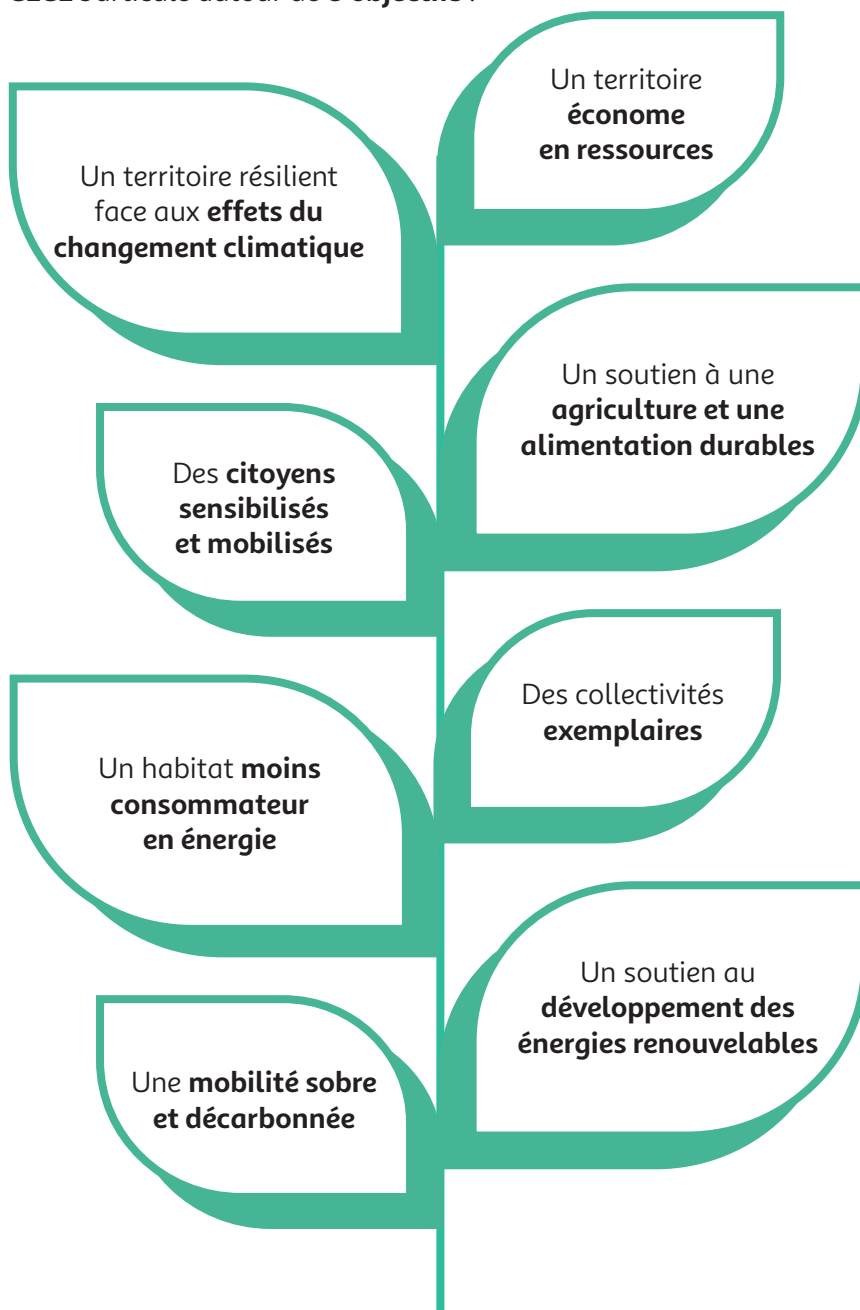 Un territoire
économe
en ressources
Un territoire résilient
face aux effets du
changement climatique
Un soutien à une
agriculture et une
alimentation durables
Des citoyens
sensibilisés
et mobilisés
Des collectivités
exemplaires
Un habitat moins
consommateur
en énergie
Un soutien au
développement des
énergies renouvelables
Une mobilité sobre
et décarbonnée